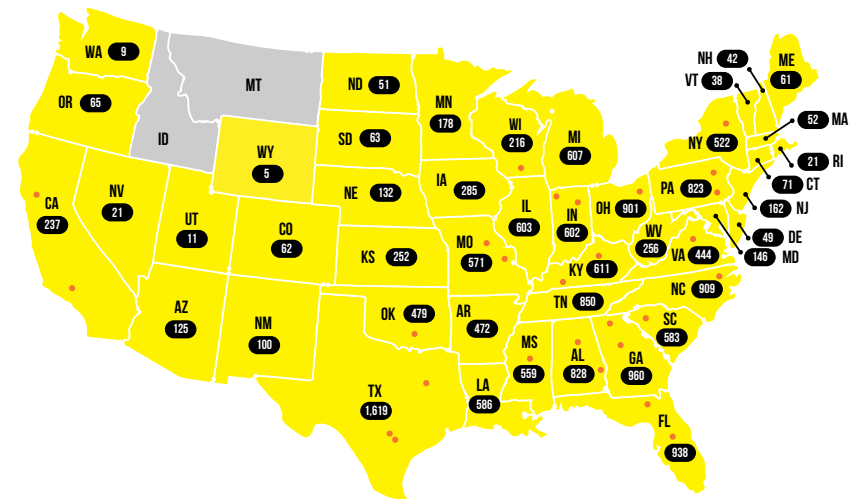 WA 9
OR 65
CA
237
NV
21
ID
MT
WY
5
UT
11
CO
62
AZ
125
NM
100
ND 51
SD 63
NE 132
KS 252
OK 479
TX
1,619
MN
178
IA 285
MO
571
AR
472
LA
586
WI
216
IL
603
MI
607
IN
602
OH 901
KY 611
TN 850
MS
559
AL
828
GA
960
FL
938
SC
583
NC 909
VA 444
WV
256
PA 823
NY 522
VT 38
NH 42
ME
61
52 MA
21 RI
71 CT
162 NJ
49 DE
146 MD